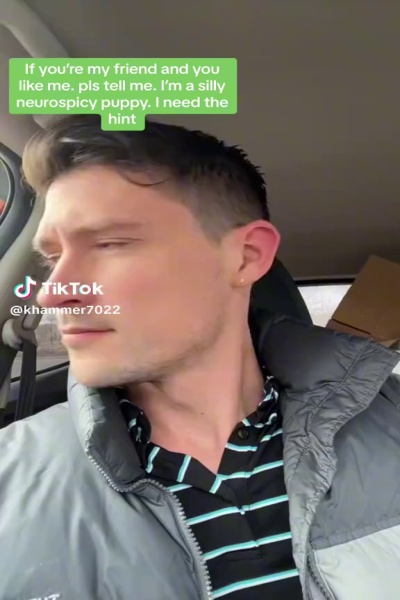 If you're my friend and you
like me. pls tell me. I'm a silly
neurospicy puppy. I need the
hint
TikTok
@khammer7022